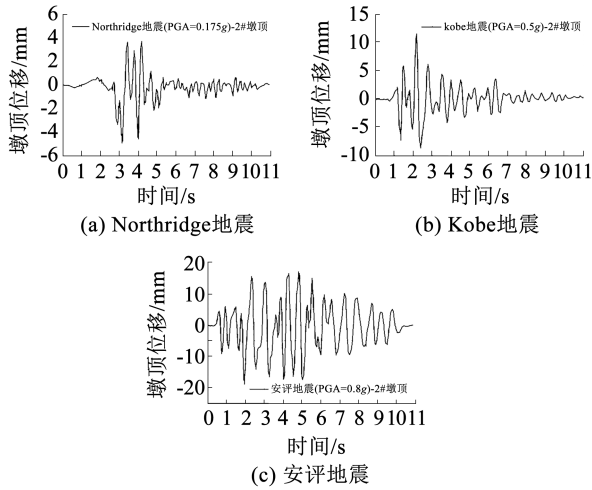 Northridge地震(PGA=0.175g)-2#墩顶
墩顶位移/mm
6
4
2
0
-2
-4
-6
0 1 2 3 4 5 6 7 8 9 10 11
时间/s
(a) Northridge地震
kobe地震(PGA=0.5g)-2#墩顶
墩顶位移/mm
15
10
5
0
-5
-10
0 1 2 3 4 5 6 7 8 9 10 11
时间/s
(b) Kobe地震
安评地震(PGA=0.8g)-2#墩顶
墩顶位移/mm
20
10
0
-10
-20
0 1 2 3 4 5 6 7 8 9 10 11
时间/s
(c) 安评地震